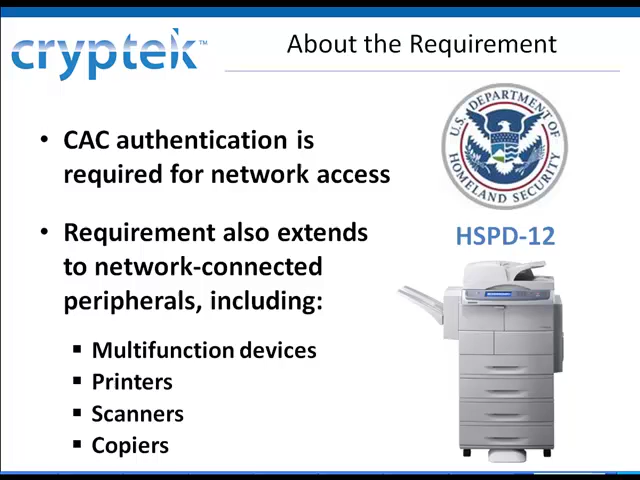 cryptek™
About the Requirement
• CAC authentication is
required for network access
• Requirement also extends
to network-connected
peripherals, including:
▪ Multifunction devices
▪ Printers
▪ Scanners
▪ Copiers
U.S. DEPARTMENT OF
HOMELAND SECURITY
HSPD-12